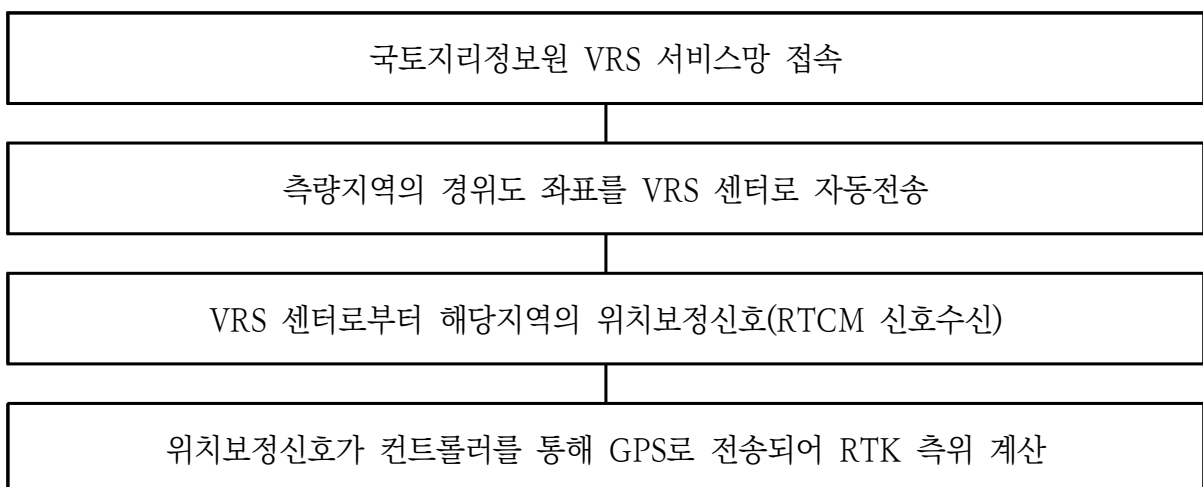 국토지리정보원 VRS 서비스망 접속
측량지역의 경위도 좌표를 VRS 센터로 자동전송
VRS 센터로부터 해당지역의 위치보정신호(RTCM 신호수신)
위치보정신호가 컨트롤러를 통해 GPS로 전송되어 RTK 측위 계산